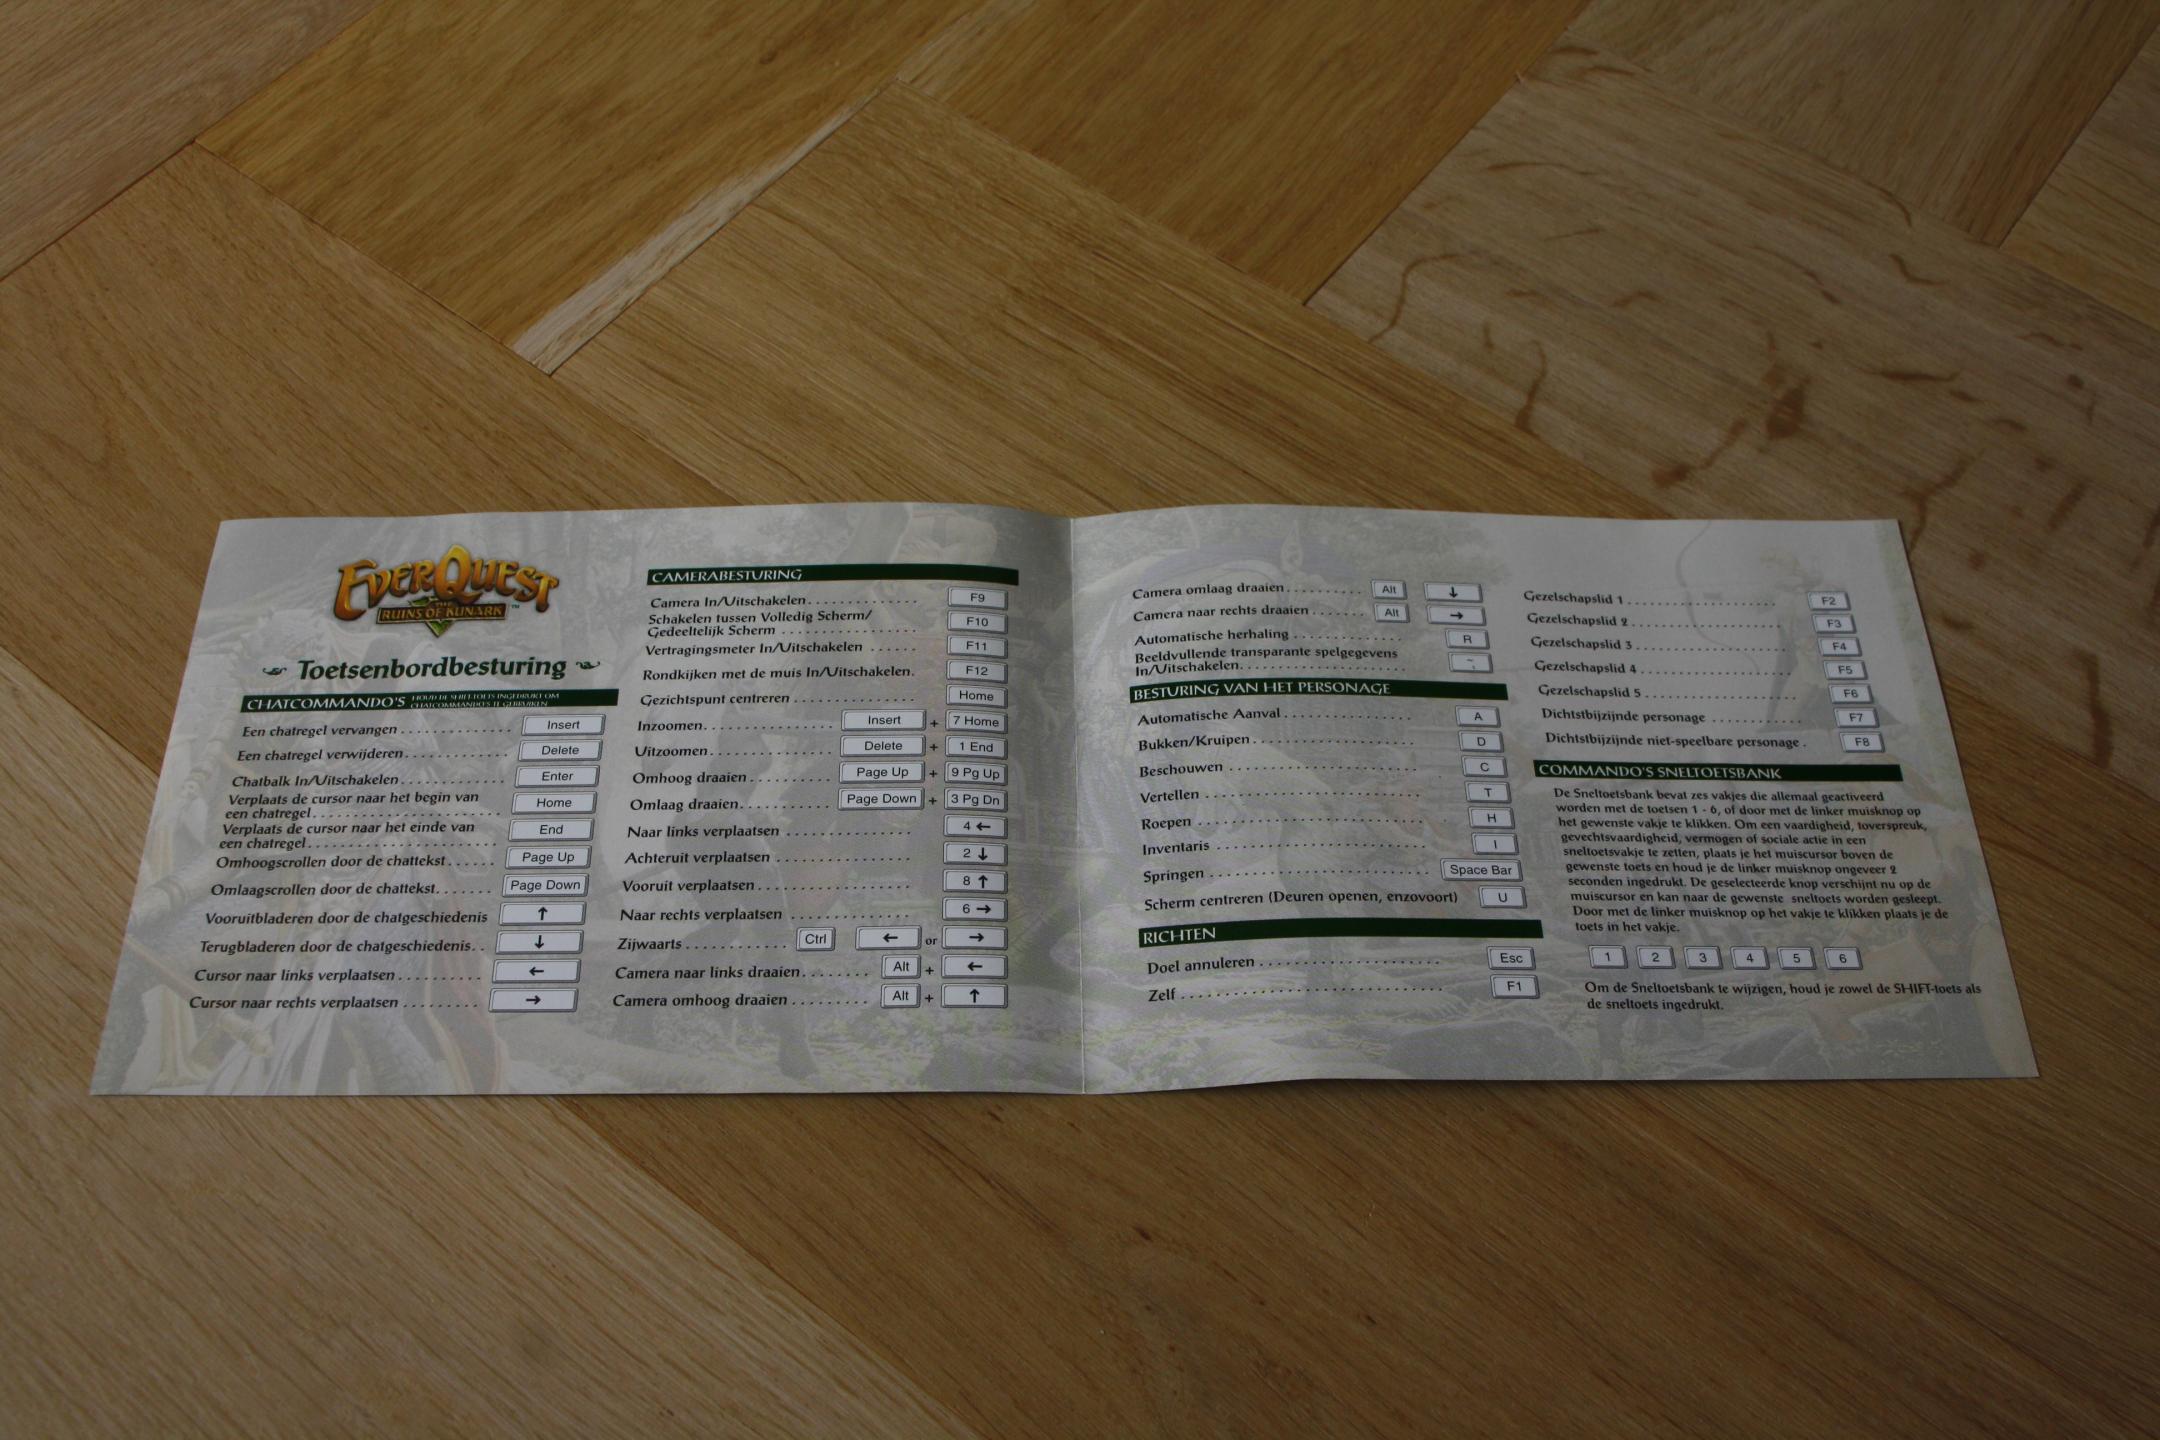 EverQuest
THE
RUINS OF KUNARK™
Toetsenbordbesturing
CHATCOMMANDO'S HOUD DE SHIFT-TOETS INGEDRUKT OM
CHATCOMMANDO'S TE GEBRUIKEN
Een chatregel vervangen . . . . . . . . . . . . Insert
Een chatregel verwijderen. . . . . . . . . . . Delete
Chatbalk In/Uitschakelen . . . . . . . . . . . Enter
Verplaats de cursor naar het begin van
een chatregel. . . . . . . . . . . . . . . . . . . . Home
Verplaats de cursor naar het einde van
een chatregel. . . . . . . . . . . . . . . . . . . . End
Omhoogscrollen door de chattekst . . . . . . Page Up
Omlaagscrollen door de chattekst. . . . . . . Page Down
Vooruitbladeren door de chatgeschiedenis ↑
Terugbladeren door de chatgeschiedenis. . ↓
Cursor naar links verplaatsen . . . . . . . . . ←
Cursor naar rechts verplaatsen . . . . . . . . →
CAMERABESTURING
Camera In/Uitschakelen. . . . . . . . . . . . . F9
Schakelen tussen Volledig Scherm/
Gedeeltelijk Scherm . . . . . . . . . . . . . . . F10
Vertragingsmeter In/Uitschakelen . . . . . . F11
Rondkijken met de muis In/Uitschakelen. F12
Gezichtspunt centreren . . . . . . . . . . . . . Home
Inzoomen. . . . . . . . . . . . . . Insert + 7 Home
Uitzoomen. . . . . . . . . . . . . Delete + 1 End
Omhoog draaien . . . . . . . . . Page Up + 9 Pg Up
Omlaag draaien. . . . . . . . . . Page Down + 3 Pg Dn
Naar links verplaatsen . . . . . . . . . . . . . 4 ←
Achteruit verplaatsen . . . . . . . . . . . . . . 2 ↓
Vooruit verplaatsen . . . . . . . . . . . . . . . 8 ↑
Naar rechts verplaatsen . . . . . . . . . . . . 6 →
Zijwaarts . . . . . . . . . . . . Ctrl ← or →
Camera naar links draaien. . . . . . . . Alt + ←
Camera omhoog draaien . . . . . . . . . Alt + ↑
Camera omlaag draaien . . . . . . . . . . Alt ↓
Camera naar rechts draaien . . . . . . . Alt →
Automatische herhaling . . . . . . . . . . . . . R
Beeldvullende transparante spelgegevens
In/Uitschakelen. . . . . . . . . . . . . . . . . . .
BESTURING VAN HET PERSONAGE
Automatische Aanval . . . . . . . . . . . . . . A
Bukken/Kruipen . . . . . . . . . . . . . . . . . . D
Beschouwen . . . . . . . . . . . . . . . . . . . . C
Vertellen . . . . . . . . . . . . . . . . . . . . . . . T
Roepen . . . . . . . . . . . . . . . . . . . . . . . . H
Inventaris . . . . . . . . . . . . . . . . . . . . . . I
Springen . . . . . . . . . . . . . . . . . . . . . . . Space Bar
Scherm centreren (Deuren openen, enzovoort) U
RICHTEN
Doel annuleren . . . . . . . . . . . . . . . . . . . Esc
Zelf . . . . . . . . . . . . . . . . . . . . . . . . . . . F1
Gezelschapslid 1 . . . . . . . . . . . . . . . . . . F2
Gezelschapslid 2 . . . . . . . . . . . . . . . . . . F3
Gezelschapslid 3 . . . . . . . . . . . . . . . . . . F4
Gezelschapslid 4 . . . . . . . . . . . . . . . . . . F5
Gezelschapslid 5 . . . . . . . . . . . . . . . . . . F6
Dichtstbijzijnde personage . . . . . . . . . . . F7
Dichtstbijzijnde niet-speelbare personage . F8
COMMANDO'S SNELTOETSBANK
De Sneltoetsbank bevat zes vakjes die allemaal geactiveerd
worden met de toetsen 1 - 6, of door met de linker muisknop op
het gewenste vakje te klikken. Om een vaardigheid, toverspreuk,
gevechtsvaardigheid, vermogen of sociale actie in een
sneltoetsvakje te zetten, plaats je het muiscursor boven de
gewenste toets en houd je de linker muisknop ongeveer 2
seconden ingedrukt. De geselecteerde knop verschijnt nu op de
muiscursor en kan naar de gewenste sneltoets worden gesleept.
Door met de linker muisknop op het vakje te klikken plaats je de
toets in het vakje.
1 2 3 4 5 6
Om de Sneltoetsbank te wijzigen, houd je zowel de SHIFT-toets als
de sneltoets ingedrukt.